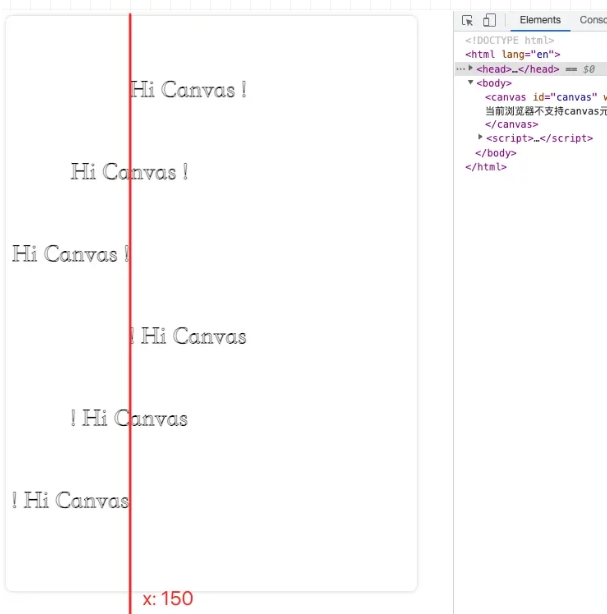 Elements Conso
<!DOCTYPE html>
<html lang="en">
<head>…</head> == $0
<body>
<canvas id="canvas" w
当前浏览器不支持canvas元
</canvas>
<script>…</script>
</body>
</html>
Hi Canvas !
Hi Canvas !
Hi Canvas !
! Hi Canvas
! Hi Canvas
! Hi Canvas
x: 150